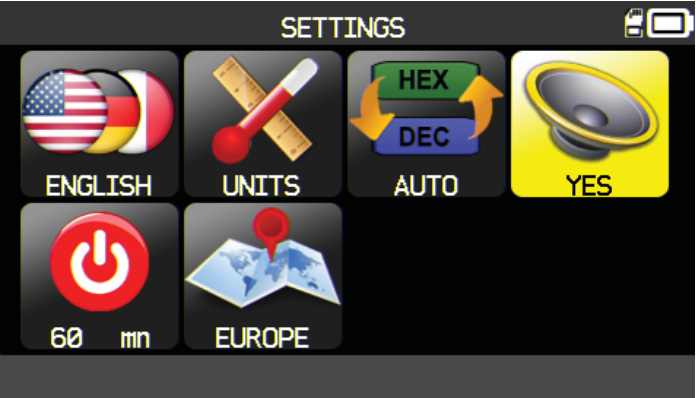 SETTINGS
HEX
DEC
ENGLISH
UNITS
AUTO
YES
60 mn
EUROPE